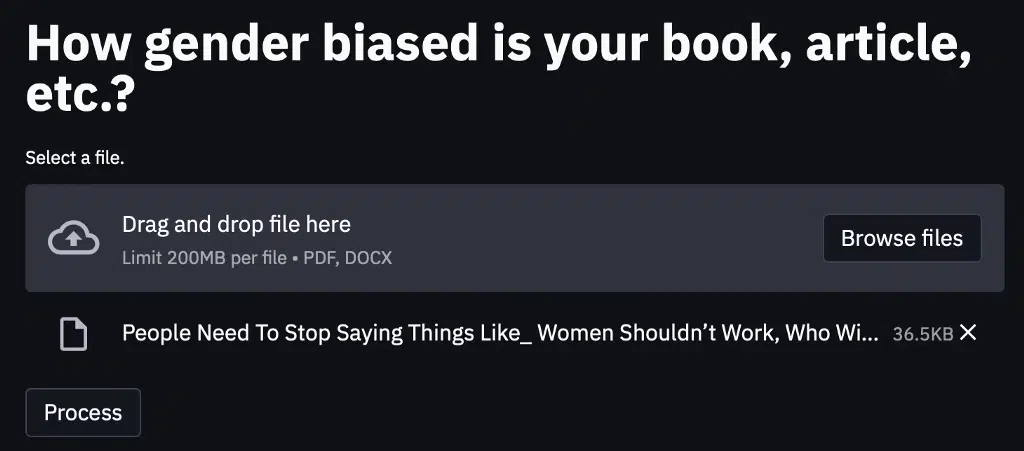 How gender biased is your book, article,
etc.?
Select a file.
Drag and drop file here
Limit 200MB per file • PDF, DOCX
Browse files
People Need To Stop Saying Things Like_ Women Shouldn’t Work, Who Wi... 36.5KB
Process